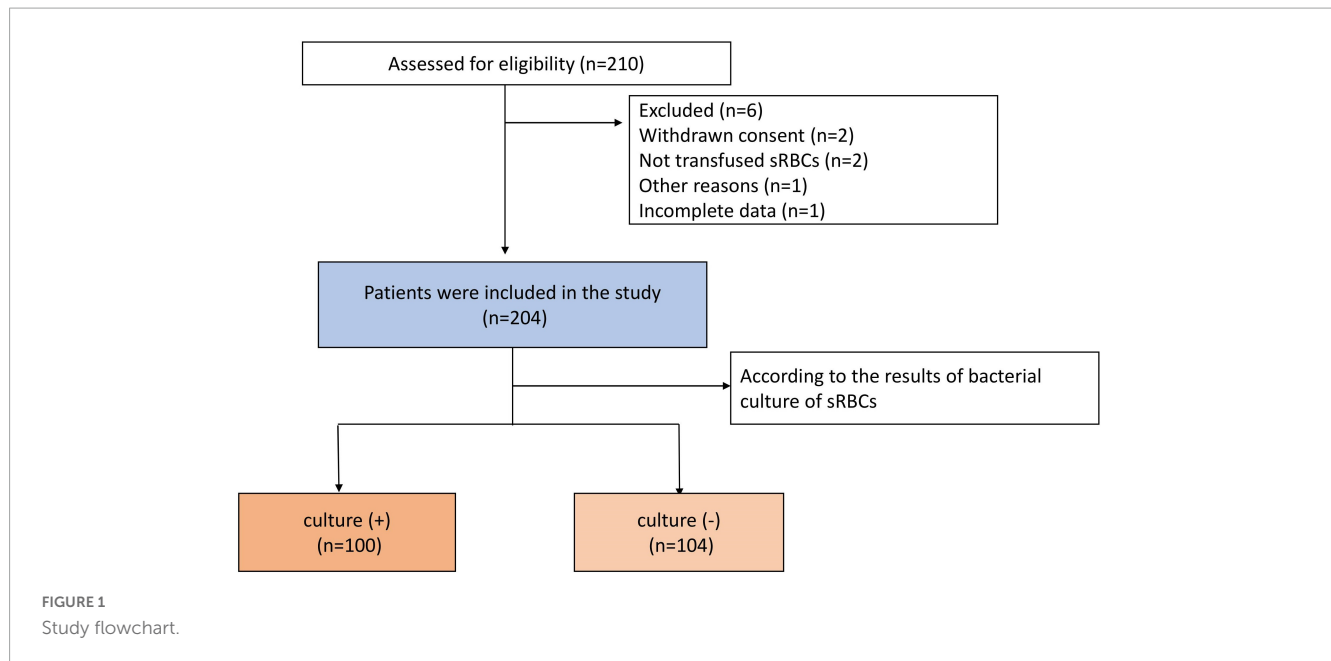 Assessed for eligibility (n=210)
Excluded (n=6)
Withdrawn consent (n=2)
Not transfused sRBCs (n=2)
Other reasons (n=1)
Incomplete data (n=1)
Patients were included in the study
(n=204)
According to the results of bacterial
culture of sRBCs
culture (+)
(n=100)
culture (-)
(n=104)
FIGURE 1
Study flowchart.